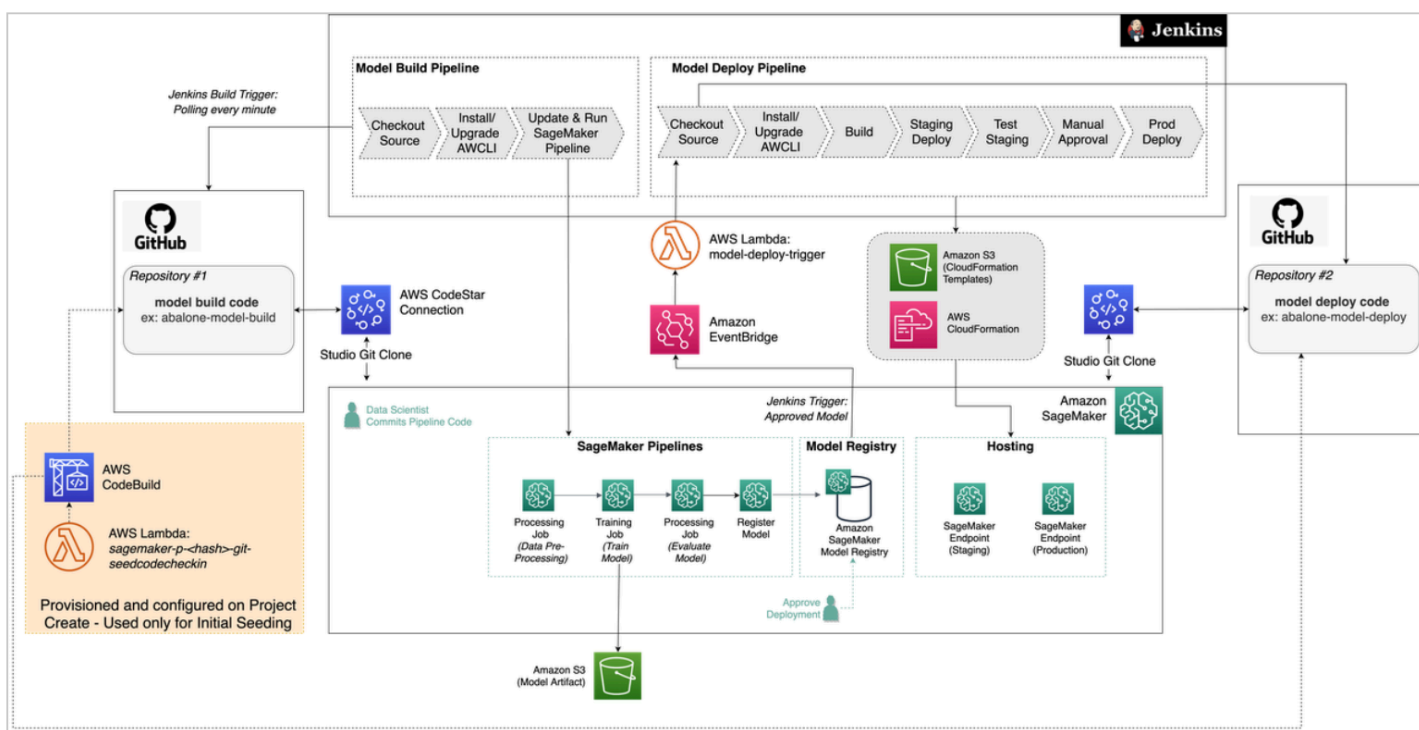 Jenkins
Model Build Pipeline
Model Deploy Pipeline
Jenkins Build Trigger:
Polling every minute
Checkout
Source
Install/
Upgrade
AWCLI
Update & Run
SageMaker
Pipeline
Checkout
Source
Install/
Upgrade
AWCLI
Build
Staging
Deploy
Test
Staging
Manual
Approval
Prod
Deploy
GitHub
Repository #1
model build code
ex: abalone-model-build
AWS CodeStar
Connection
Studio Git Clone
AWS Lambda:
model-deploy-trigger
Amazon
EventBridge
Amazon S3
(CloudFormation
Templates)
AWS
CloudFormation
Studio Git Clone
GitHub
Repository #2
model deploy code
ex: abalone-model-deploy
Data Scientist
Commits Pipeline Code
Jenkins Trigger:
Approved Model
Amazon
SageMaker
SageMaker Pipelines
Model Registry
Hosting
Processing
Job
(Data Pre-
Processing)
Training
Job
(Train
Model)
Processing
Job
(Evaluate
Model)
Register
Model
Amazon
SageMaker
Model Registry
SageMaker
Endpoint
(Staging)
SageMaker
Endpoint
(Production)
Approve
Deployment
AWS
CodeBuild
AWS Lambda:
sagemaker-p-<hash>-git-
seedcodecheckin
Provisioned and configured on Project
Create - Used only for Initial Seeding
Amazon S3
(Model Artifact)